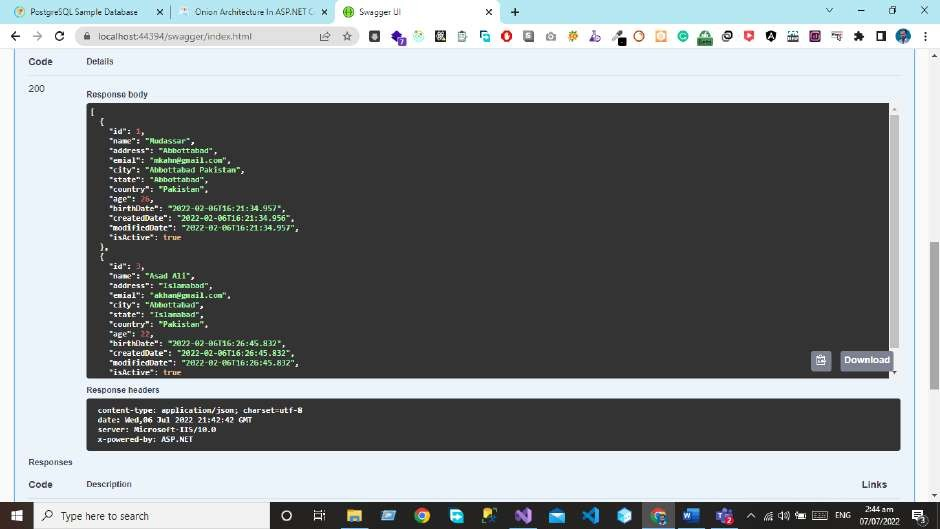 PostgreSQL Sample Database
Onion Architecture In ASP.NET C
Swagger UI
localhost:44394/swagger/index.html
Code Details
200
Response body
[
{
"id": 1,
"name": "Mudassar",
"address": "Abbottabad",
"emial": "mkahn@gmail.com",
"city": "Abbottabad Pakistan",
"state": "Abbottabad",
"country": "Pakistan",
"age": 26,
"birthDate": "2022-02-06T16:21:34.957",
"createdDate": "2022-02-06T16:21:34.956",
"modifiedDate": "2022-02-06T16:21:34.957",
"isActive": true
},
{
"id": 3,
"name": "Asad Ali",
"address": "Islamabad",
"emial": "akhan@gmail.com",
"city": "Abbottabad",
"state": "Islamabad",
"country": "Pakistan",
"age": 22,
"birthDate": "2022-02-06T16:26:45.832",
"createdDate": "2022-02-06T16:26:45.832",
"modifiedDate": "2022-02-06T16:26:45.832",
"isActive": true
Download
Response headers
content-type: application/json; charset=utf-8
date: Wed,06 Jul 2022 21:42:42 GMT
server: Microsoft-IIS/10.0
x-powered-by: ASP.NET
Responses
Code Description Links
Type here to search
ENG
2:44 am
07/07/2022